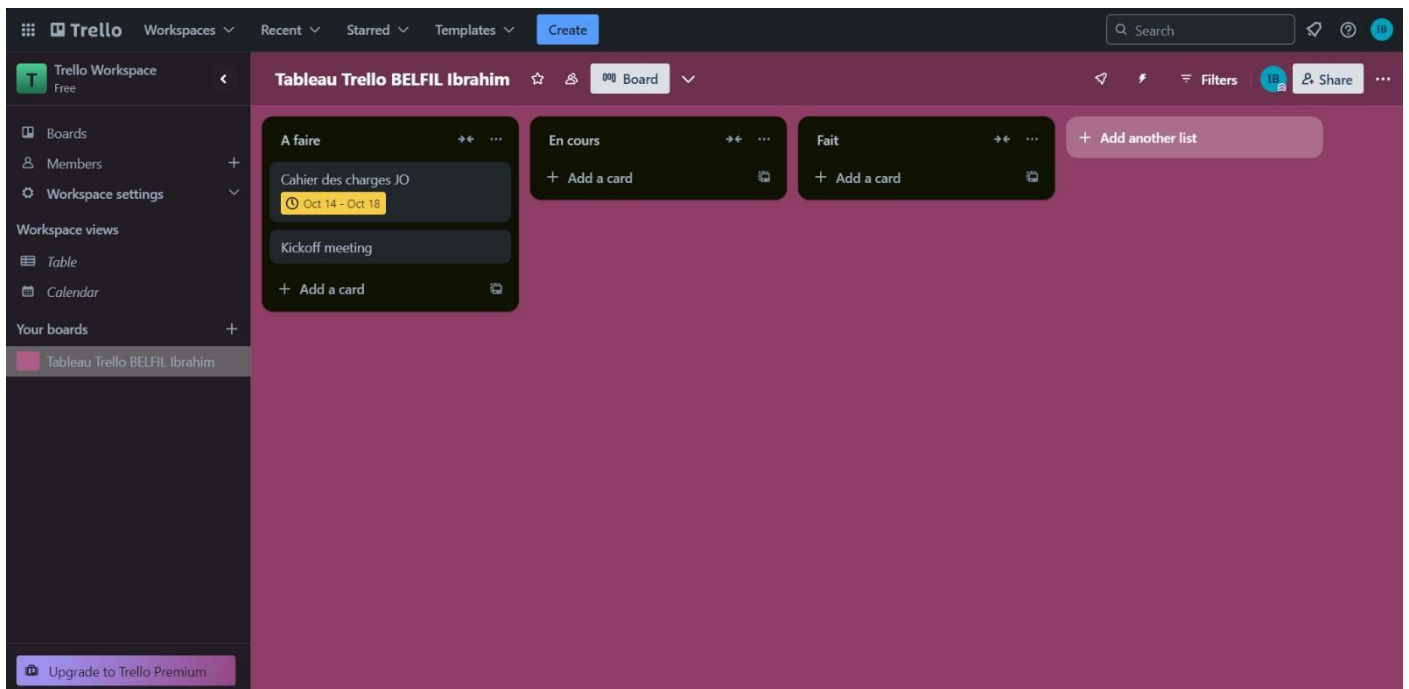 Trello
Workspaces
Recent
Starred
Templates
Create
Search
IB
T
Trello Workspace
Free
Tableau Trello BELFIL Ibrahim
Board
Filters
IB
Share
Boards
Members
Workspace settings
Workspace views
Table
Calendar
Your boards
Tableau Trello BELFIL Ibrahim
Upgrade to Trello Premium
A faire
Cahier des charges JO
Oct 14 - Oct 18
Kickoff meeting
+ Add a card
En cours
+ Add a card
Fait
+ Add a card
+ Add another list